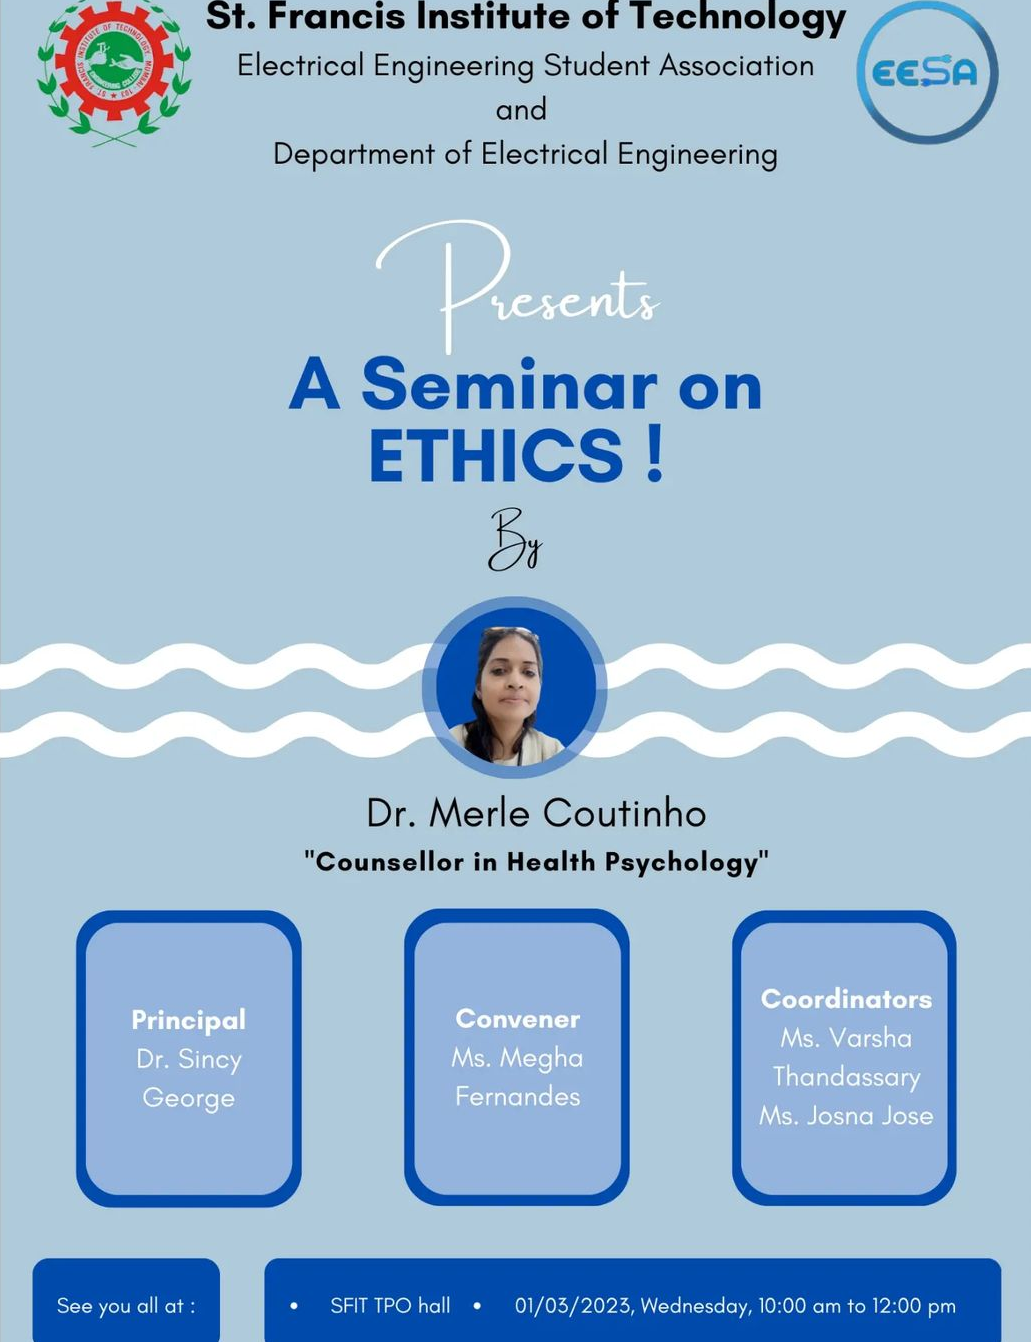 St. Francis Institute of Technology
EESA
Electrical Engineering Student Association
and
Department of Electrical Engineering
Presents
A Seminar on
ETHICS !
By
Dr. Merle Coutinho
"Counsellor in Health Psychology"
Principal
Dr. Sincy
George
Convener
Ms. Megha
Fernandes
Coordinators
Ms. Varsha
Thandassary
Ms. Josna Jose
See you all at :
• SFIT TPO hall • 01/03/2023, Wednesday, 10:00 am to 12:00 pm